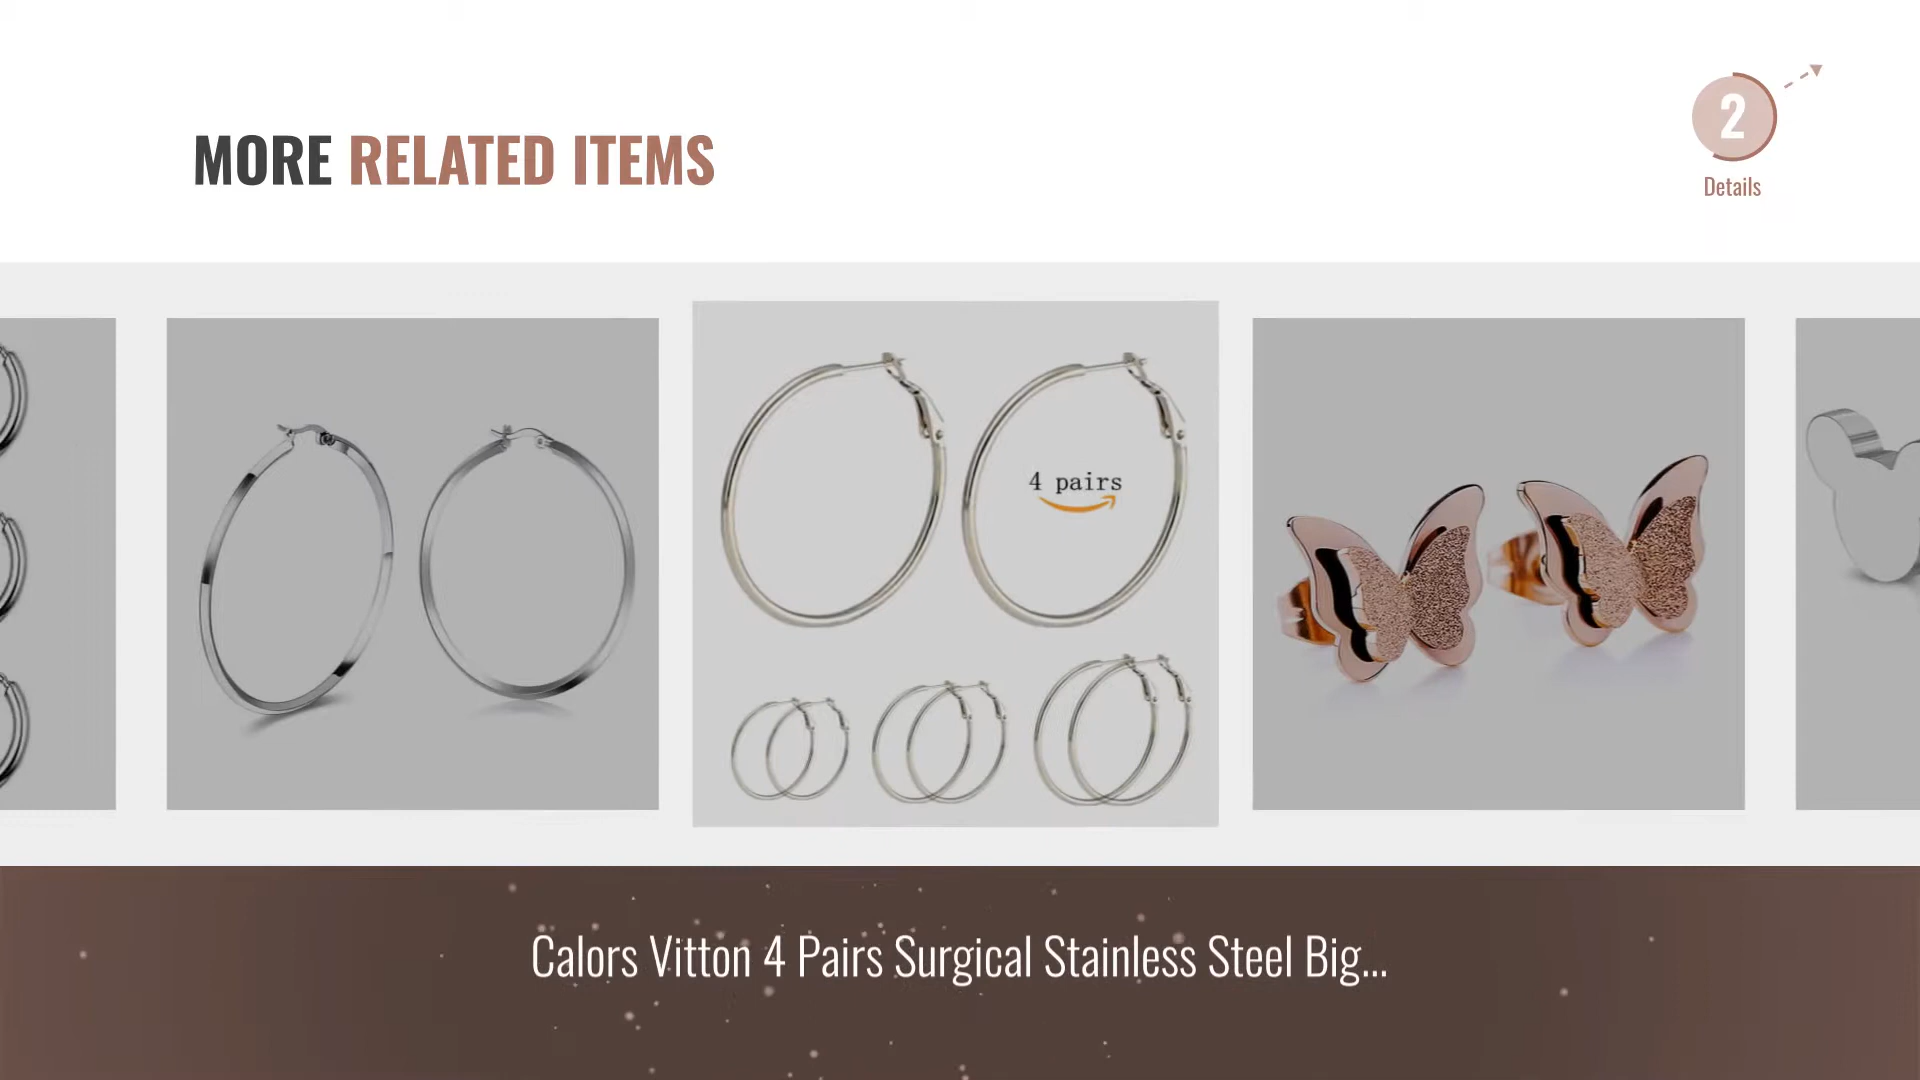 MORE RELATED ITEMS
2
Details
4 pairs
Calors Vitton 4 Pairs Surgical Stainless Steel Big...